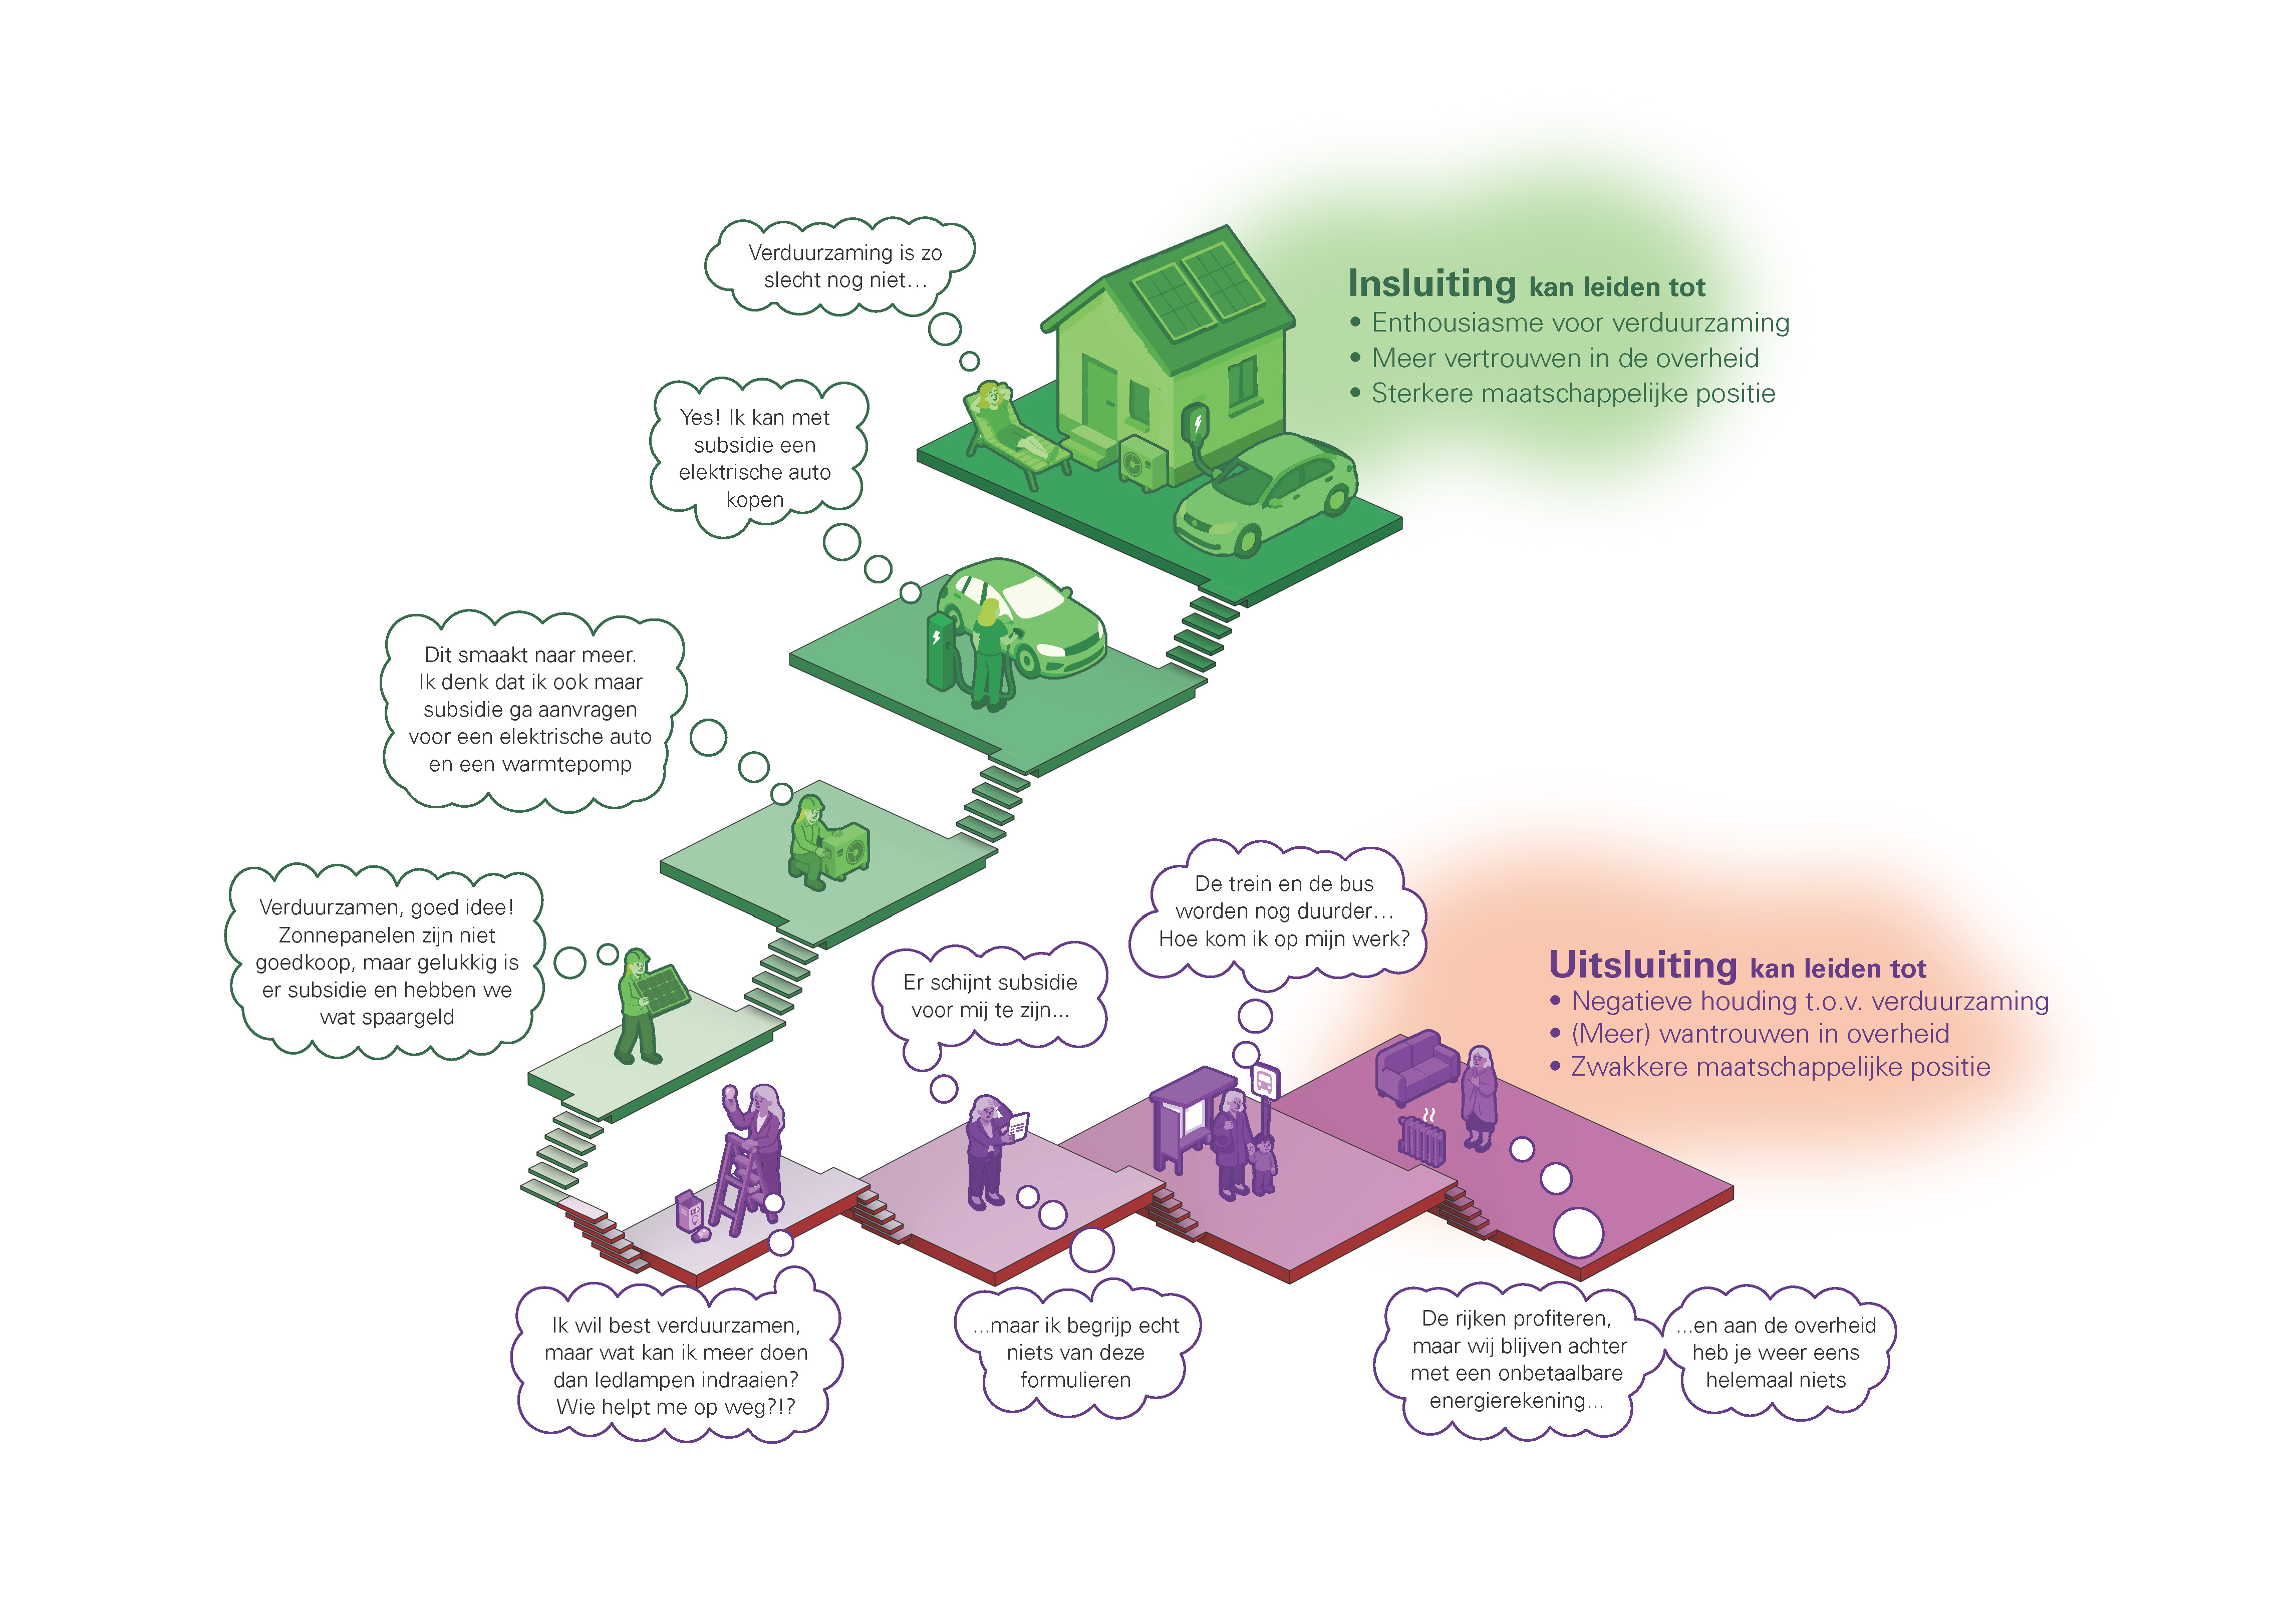 Verduurzaming is zo
slecht nog niet...
Insluiting kan leiden tot
• Enthousiasme voor verduurzaming
• Meer vertrouwen in de overheid
• Sterkere maatschappelijke positie
Yes! Ik kan met
subsidie een
elektrische auto
kopen
Dit smaakt naar meer.
Ik denk dat ik ook maar
subsidie ga aanvragen
voor een elektrische auto
en een warmtepomp
Verduurzamen, goed idee!
Zonnepanelen zijn niet
goedkoop, maar gelukkig is
er subsidie en hebben we
wat spaargeld
Ik wil best verduurzamen,
maar wat kan ik meer doen
dan ledlampen indraaien?
Wie helpt me op weg?!?
LED
Er schijnt subsidie
voor mij te zijn...
...maar ik begrijp echt
niets van deze
formulieren
De trein en de bus
worden nog duurder...
Hoe kom ik op mijn werk?
Uitsluiting kan leiden tot
• Negatieve houding t.o.v. verduurzaming
• (Meer) wantrouwen in overheid
• Zwakkere maatschappelijke positie
De rijken profiteren,
maar wij blijven achter
met een onbetaalbare
energierekening...
...en aan de overheid
heb je weer eens
helemaal niets